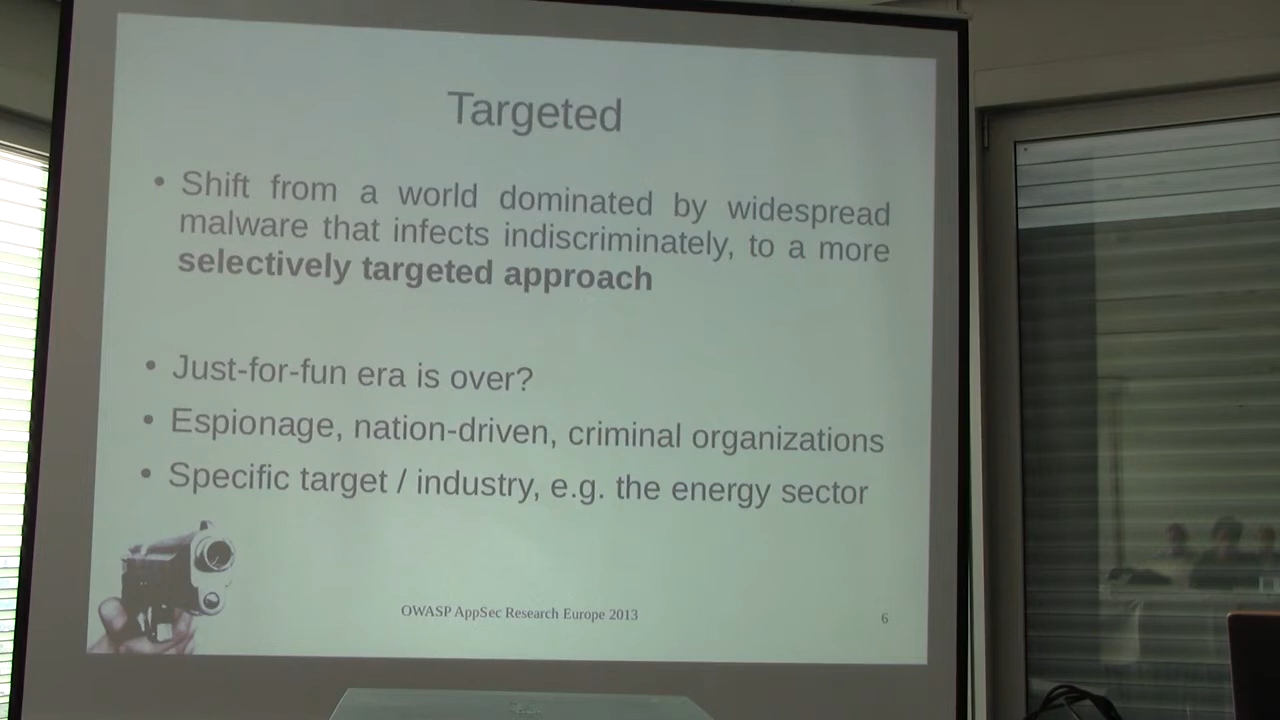 Targeted
• Shift from a world dominated by widespread
malware that infects indiscriminately, to a more
selectively targeted approach
• Just-for-fun era is over?
• Espionage, nation-driven, criminal organizations
• Specific target / industry, e.g. the energy sector
OWASP AppSec Research Europe 2013
6